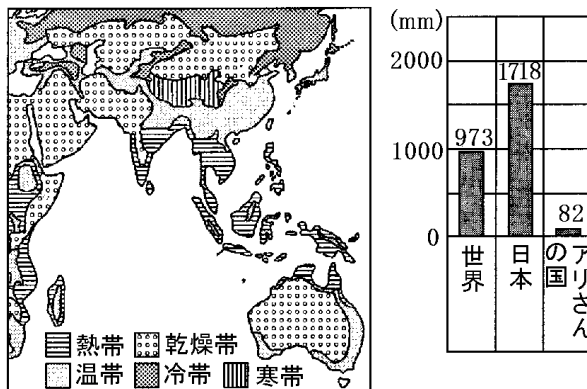 熱帯 乾燥帯
温帯 冷帯 寒帯
(mm)
2000
1000
0
973
1718
82
世界
日本
アリさんの国